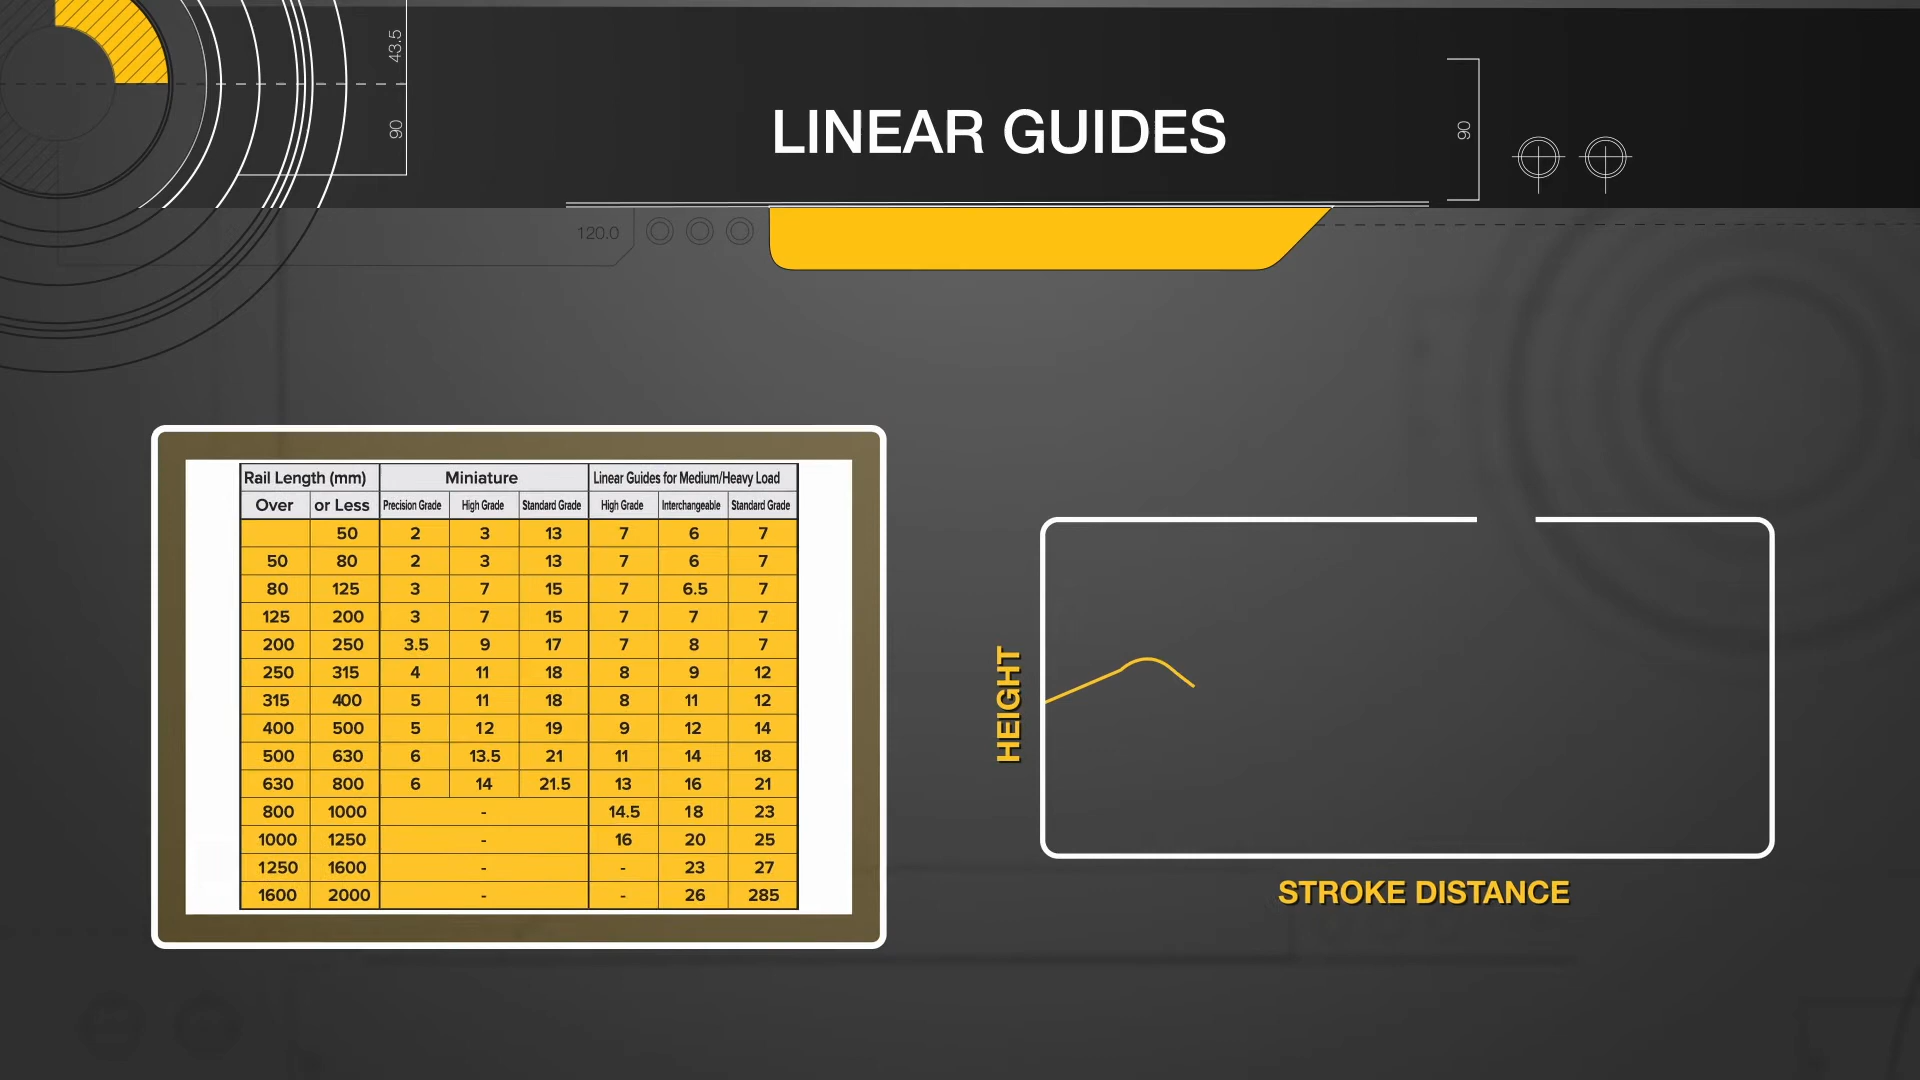 43.5
90
LINEAR GUIDES
90
120.0
Rail Length (mm) Miniature Linear Guides for Medium/Heavy Load
Over or Less Precision Grade High Grade Standard Grade High Grade Interchangeable Standard Grade
50 2 3 13 7 6 7
50 80 2 3 13 7 6 7
80 125 3 7 15 7 6.5 7
125 200 3 7 15 7 7 7
200 250 3.5 9 17 7 8 7
250 315 4 11 18 8 9 12
315 400 5 11 18 8 11 12
400 500 5 12 19 9 12 14
500 630 6 13.5 21 11 14 18
630 800 6 14 21.5 13 16 21
800 1000 - 14.5 18 23
1000 1250 - 16 20 25
1250 1600 - - 23 27
1600 2000 - - 26 285
HEIGHT
STROKE DISTANCE